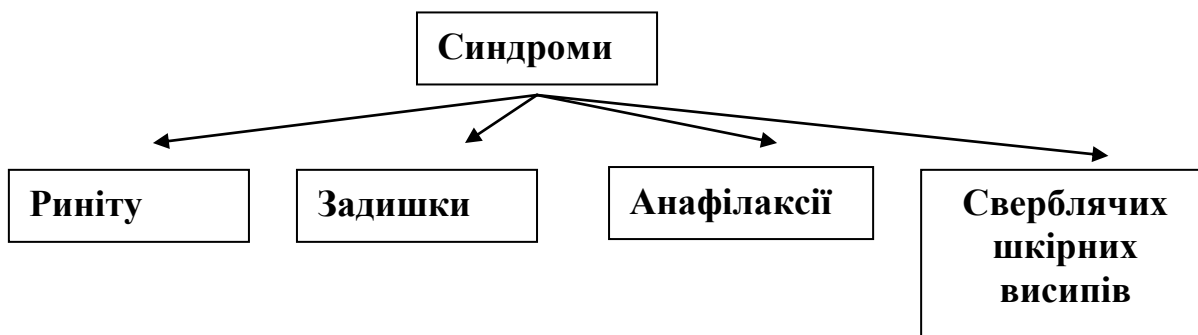 Синдроми
Риніту
Задишки
Анафілаксії
Сверблячих
шкірних
висипів